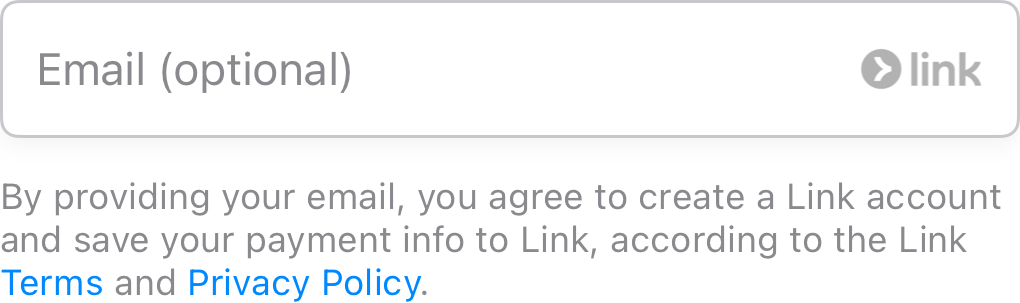 Email (optional) link
By providing your email, you agree to create a Link account
and save your payment info to Link, according to the Link
Terms and Privacy Policy.